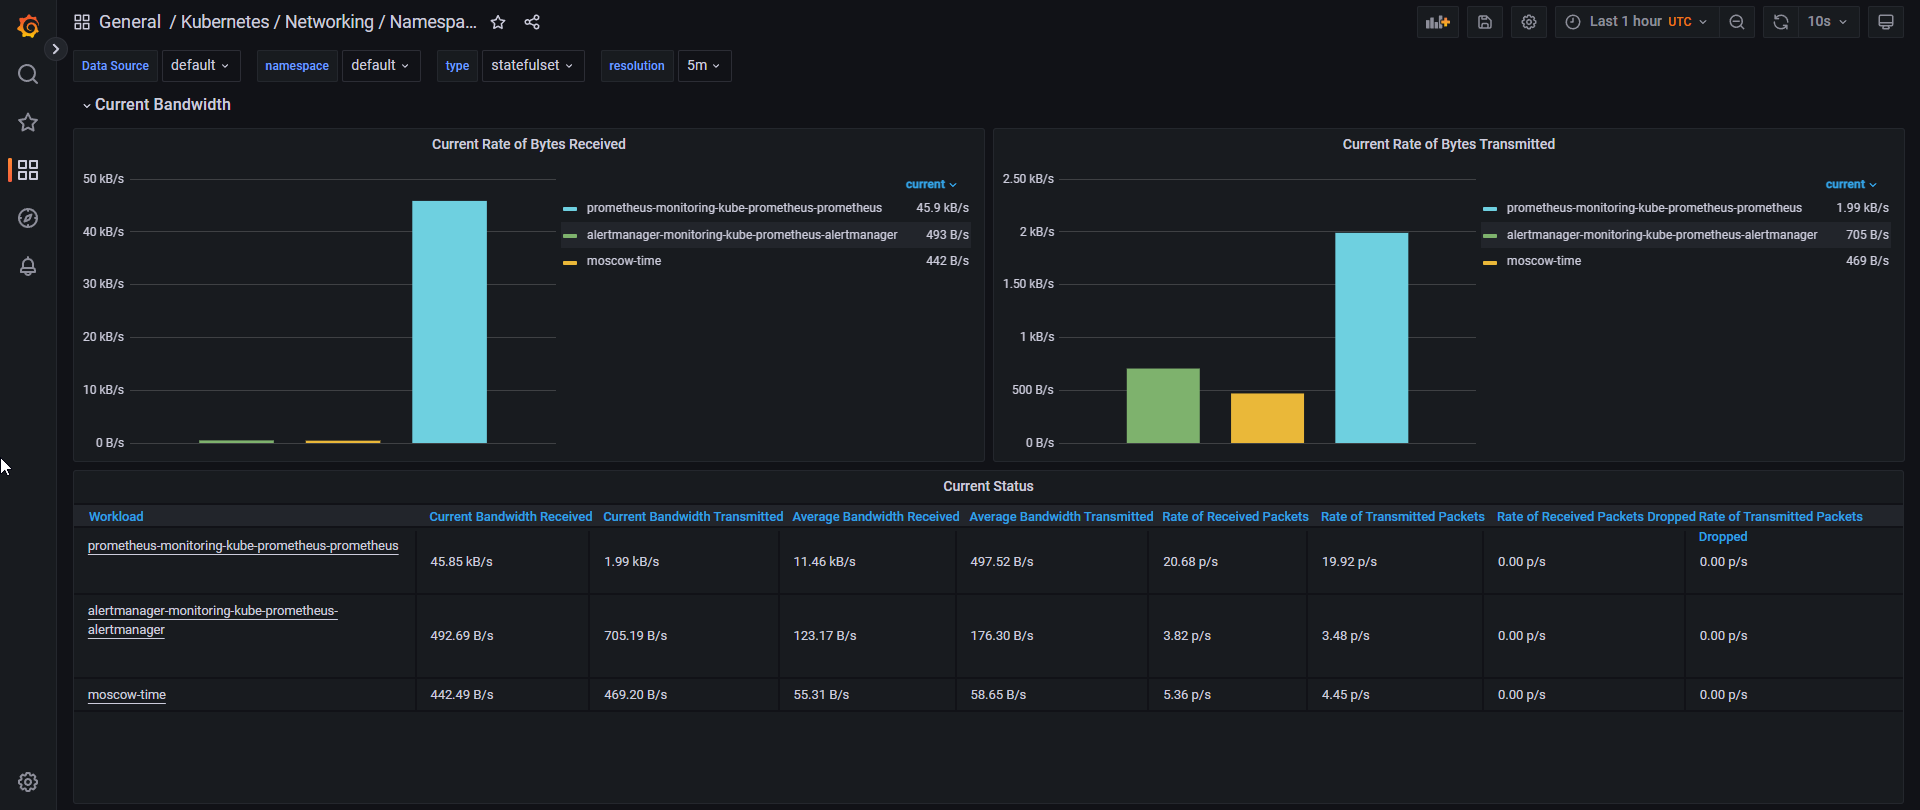 General / Kubernetes / Networking / Namespa...
Last 1 hour UTC
10s
Data Source default namespace default type statefulset resolution 5m
Current Bandwidth
Current Rate of Bytes Received
50 kB/s
40 kB/s
30 kB/s
20 kB/s
10 kB/s
0 B/s
current
prometheus-monitoring-kube-prometheus-prometheus 45.9 kB/s
alertmanager-monitoring-kube-prometheus-alertmanager 493 B/s
moscow-time 442 B/s
Current Rate of Bytes Transmitted
2.50 kB/s
2 kB/s
1.50 kB/s
1 kB/s
500 B/s
0 B/s
current
prometheus-monitoring-kube-prometheus-prometheus 1.99 kB/s
alertmanager-monitoring-kube-prometheus-alertmanager 705 B/s
moscow-time 469 B/s
Current Status
Workload Current Bandwidth Received Current Bandwidth Transmitted Average Bandwidth Received Average Bandwidth Transmitted Rate of Received Packets Rate of Transmitted Packets Rate of Received Packets Dropped Rate of Transmitted Packets
Dropped
prometheus-monitoring-kube-prometheus-prometheus
45.85 kB/s 1.99 kB/s 11.46 kB/s 497.52 B/s 20.68 p/s 19.92 p/s 0.00 p/s 0.00 p/s
alertmanager-monitoring-kube-prometheus-
alertmanager
492.69 B/s 705.19 B/s 123.17 B/s 176.30 B/s 3.82 p/s 3.48 p/s 0.00 p/s 0.00 p/s
moscow-time 442.49 B/s 469.20 B/s 55.31 B/s 58.65 B/s 5.36 p/s 4.45 p/s 0.00 p/s 0.00 p/s